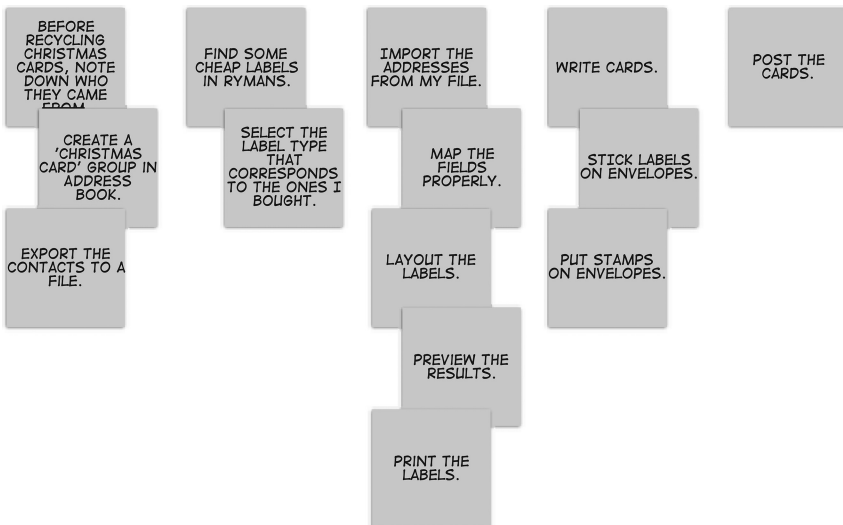 BEFORE
RECYCLING
CHRISTMAS
CARDS, NOTE
DOWN WHO
THEY CAME
FROM
CREATE A
'CHRISTMAS
CARD' GROUP IN
ADDRESS
BOOK.
EXPORT THE
CONTACTS TO A
FILE.
FIND SOME
CHEAP LABELS
IN RYMANS.
SELECT THE
LABEL TYPE
THAT
CORRESPONDS
TO THE ONES I
BOUGHT.
IMPORT THE
ADDRESSES
FROM MY FILE.
MAP THE
FIELDS
PROPERLY.
LAYOUT THE
LABELS.
PREVIEW THE
RESULTS.
PRINT THE
LABELS.
WRITE CARDS.
STICK LABELS
ON ENVELOPES.
PUT STAMPS
ON ENVELOPES.
POST THE
CARDS.